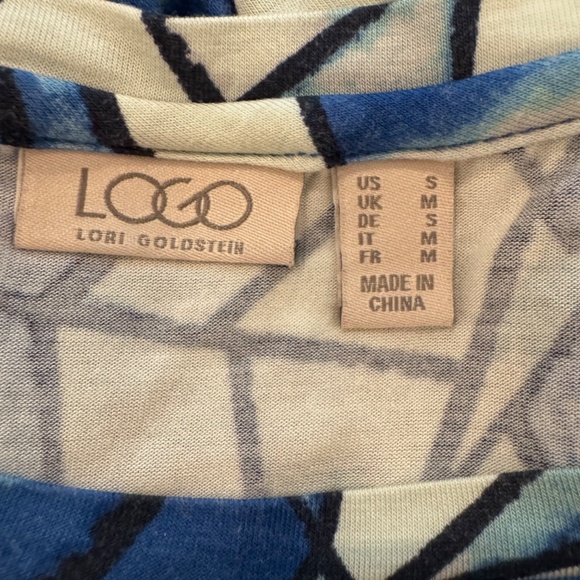 LOGO
LORI GOLDSTEIN
US S
UK M
DE S
IT M
FR M
MADE IN
CHINA